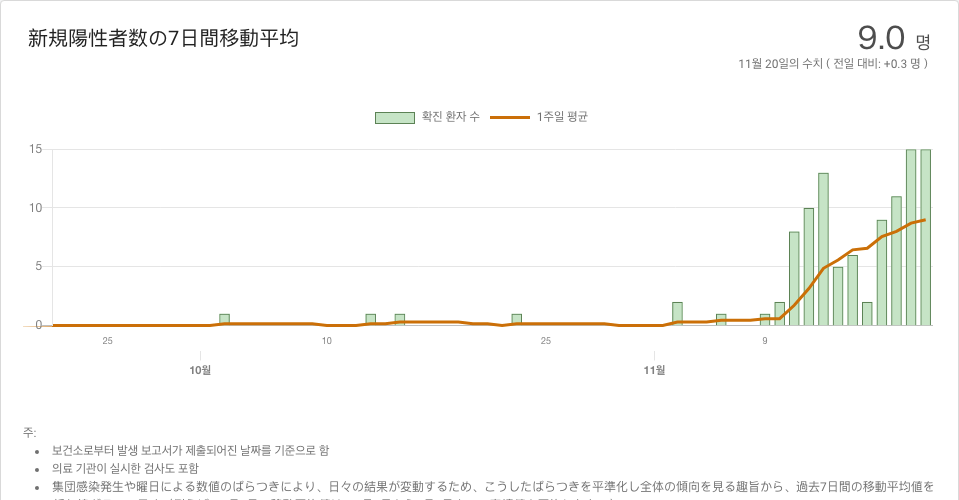 新規陽性者数の7日間移動平均
9.0 명
11월 20일의 수치 ( 전일 대비: +0.3 명 )
확진 환자 수 1주일 평균
15
10
5
0
25 10 25 9
10월 11월
주:
• 보건소로부터 발생 보고서가 제출되어진 날짜를 기준으로 함
• 의료 기관이 실시한 검사도 포함
• 集団感染発生や曜日による数値のばらつきにより、日々の結果が変動するため、こうしたばらつきを平準化し全体の傾向を見る趣旨から、過去7日間の移動平均値を